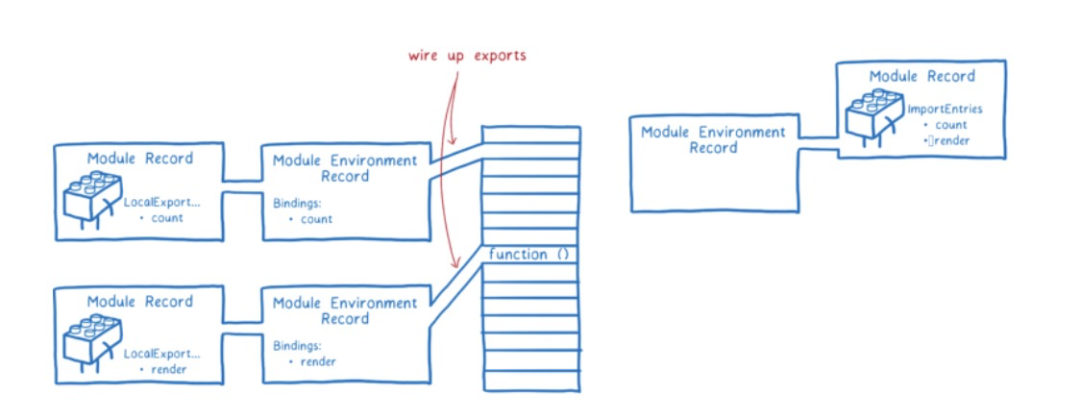 wire up exports
Module Record
LocalExport...
• count
Module Environment
Record
Bindings:
• count
function ()
Module Record
LocalExport...
• render
Module Environment
Record
Bindings:
• render
Module Environment
Record
Module Record
ImportEntries
• count
•▯render